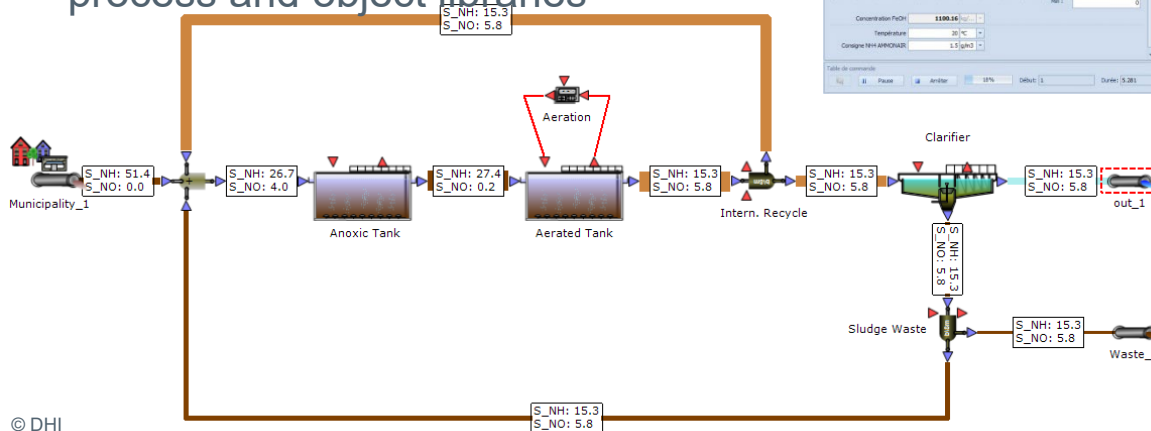 process and object libraries
S_NH: 15.3
S_NO: 5.8
Concentration FeOH
1100.16
Température
20 °C
Consigne NH4 AMMONAIR
1.5 g/m3
0
Table de commande
Pause
Arrêter
10%
Début: 1
Durée: 5.281
Aeration
Clarifier
S_NH: 51.4
S_NO: 0.0
S_NH: 26.7
S_NO: 4.0
S_NH: 27.4
S_NO: 0.2
S_NH: 15.3
S_NO: 5.8
S_NH: 15.3
S_NO: 5.8
S_NH: 15.3
S_NO: 5.8
Municipality_1
Anoxic Tank
Aerated Tank
Intern. Recycle
out_1
S_NH: 15.3
S_NO: 5.8
Sludge Waste
S_NH: 15.3
S_NO: 5.8
Waste_
S_NH: 15.3
S_NO: 5.8
© DHI